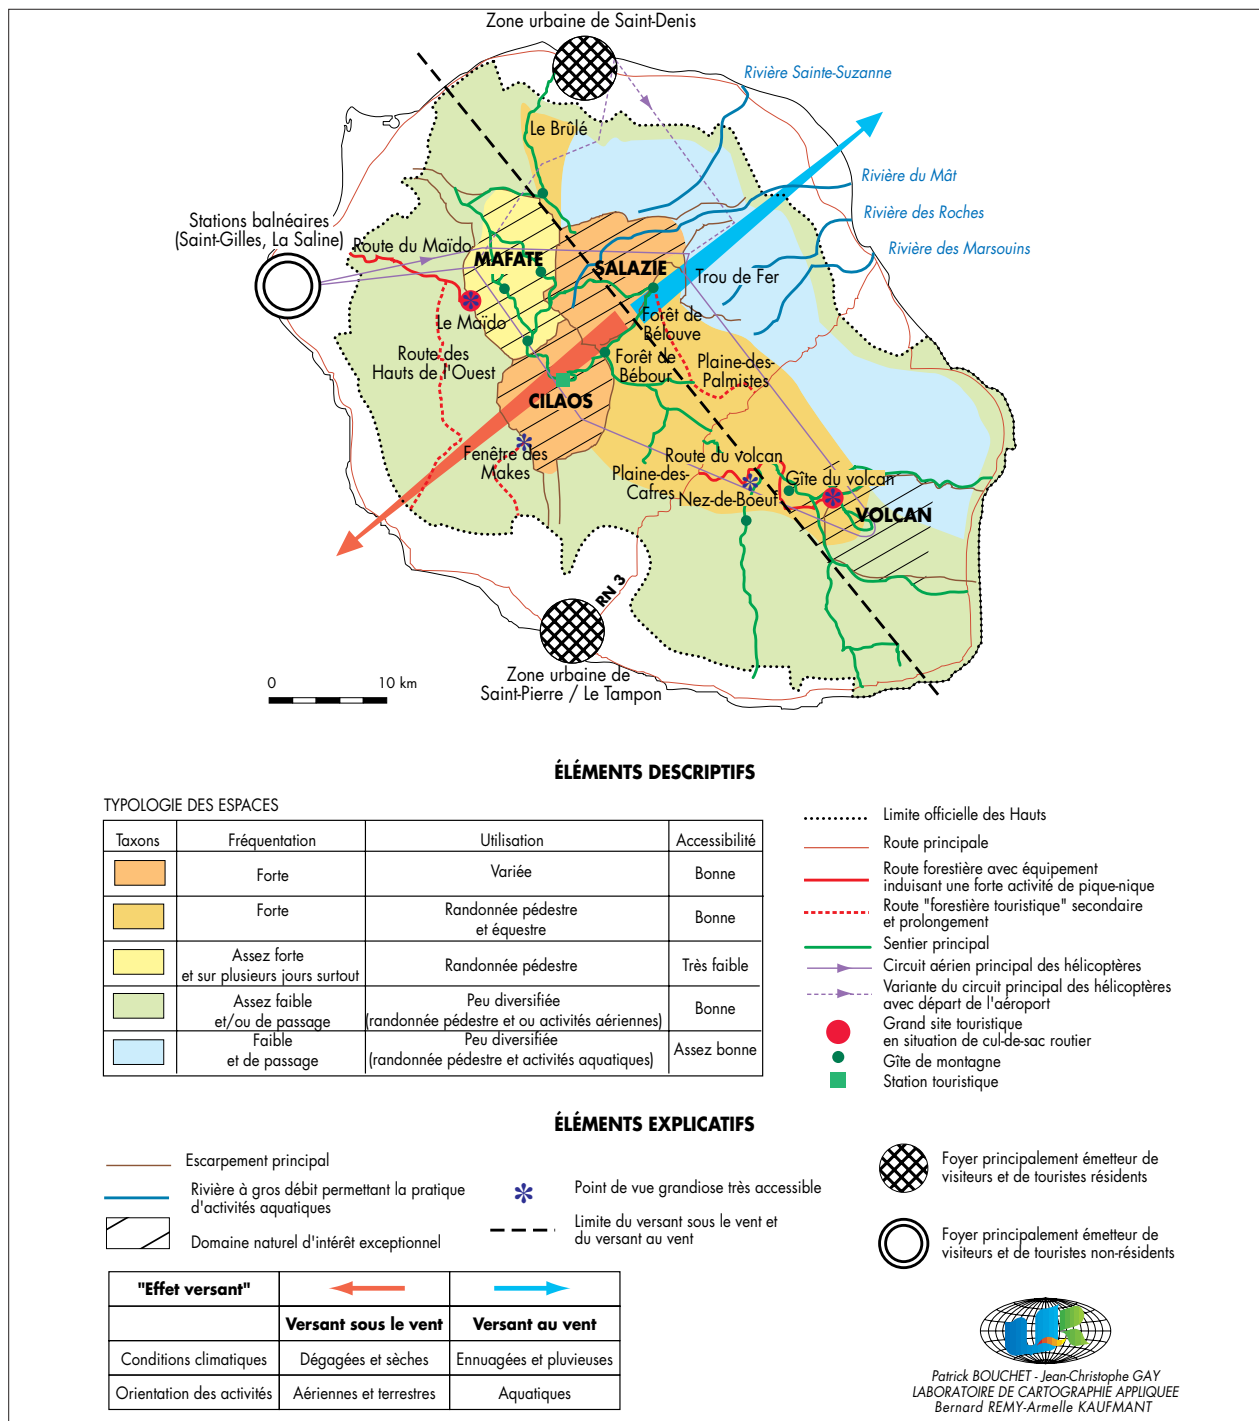 Zone urbaine de Saint-Denis
Rivière Sainte-Suzanne
Le Brûlé
Rivière du Mât
Rivière des Roches
Stations balnéaires
(Saint-Gilles, La Saline)
Route du Maïdo
Rivière des Marsouins
MAFATE
SALAZIE
Trou de Fer
Le Maïdo
Forêt de
Bélouve
Route des
Hauts de l'Ouest
Forêt de
Bébour
Plaine-des-
Palmistes
CILAOS
Fenêtre des
Makes
Route du volcan
Plaine-des-
Cafres
Gîte du volcan
Nez-de-Boeuf
VOLCAN
RN 3
Zone urbaine de
Saint-Pierre / Le Tampon
0 10 km
ÉLÉMENTS DESCRIPTIFS
TYPOLOGIE DES ESPACES
Taxons Fréquentation Utilisation Accessibilité
Forte Variée Bonne
Forte Randonnée pédestre
et équestre Bonne
Assez forte
et sur plusieurs jours surtout Randonnée pédestre Très faible
Assez faible
et/ou de passage Peu diversifiée
(randonnée pédestre et ou activités aériennes) Bonne
Faible
et de passage Peu diversifiée
(randonnée pédestre et activités aquatiques) Assez bonne
Limite officielle des Hauts
Route principale
Route forestière avec équipement
induisant une forte activité de pique-nique
Route "forestière touristique" secondaire
et prolongement
Sentier principal
Circuit aérien principal des hélicoptères
Variante du circuit principal des hélicoptères
avec départ de l'aéroport
Grand site touristique
en situation de cul-de-sac routier
Gîte de montagne
Station touristique
ÉLÉMENTS EXPLICATIFS
Escarpement principal
Rivière à gros débit permettant la pratique
d'activités aquatiques
Domaine naturel d'intérêt exceptionnel
Point de vue grandiose très accessible
Limite du versant sous le vent et
du versant au vent
Foyer principalement émetteur de
visiteurs et de touristes résidents
Foyer principalement émetteur de
visiteurs et de touristes non-résidents
"Effet versant"
Versant sous le vent Versant au vent
Conditions climatiques Dégagées et sèches Ennuagées et pluvieuses
Orientation des activités Aériennes et terrestres Aquatiques
Patrick BOUCHET - Jean-Christophe GAY
LABORATOIRE DE CARTOGRAPHIE APPLIQUEE
Bernard REMY-Armelle KAUFMANT